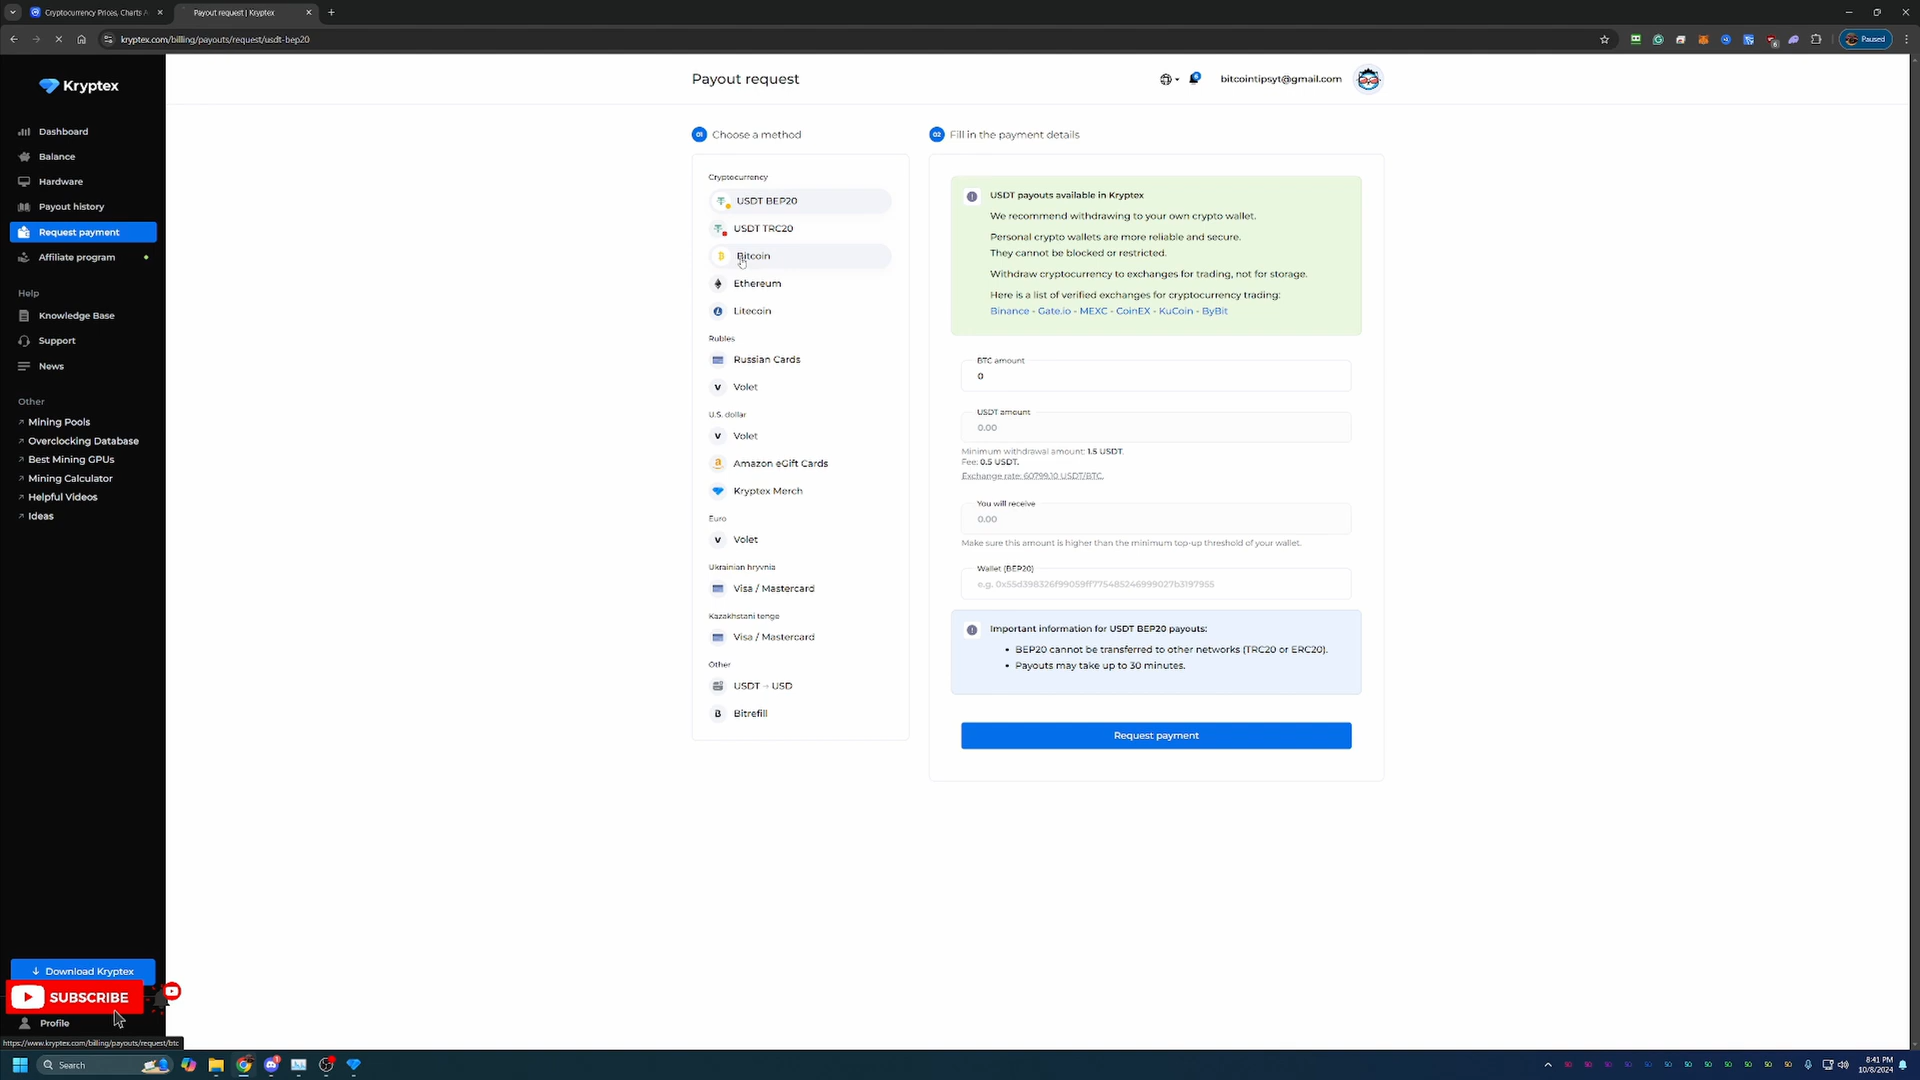 Cryptocurrency Prices, Charts A
Payout request | Kryptex
kryptex.com/billing/payouts/request/usdt-bep20
Paused
Kryptex
Dashboard
Balance
Hardware
Payout history
Request payment
Affiliate program
Help
Knowledge Base
Support
News
Other
Mining Pools
Overclocking Database
Best Mining GPUs
Mining Calculator
Helpful Videos
Ideas
Download Kryptex
SUBSCRIBE
Profile
https://www.kryptex.com/billing/payouts/request/btc
Payout request
bitcointipsyt@gmail.com
01 Choose a method
Cryptocurrency
USDT BEP20
USDT TRC20
Bitcoin
Ethereum
Litecoin
Rubles
Russian Cards
Volet
U.S. dollar
Volet
Amazon eGift Cards
Kryptex Merch
Euro
Volet
Ukrainian hryvnia
Visa / Mastercard
Kazakhstani tenge
Visa / Mastercard
Other
USDT → USD
Bitrefill
02 Fill in the payment details
USDT payouts available in Kryptex
We recommend withdrawing to your own crypto wallet.
Personal crypto wallets are more reliable and secure.
They cannot be blocked or restricted.
Withdraw cryptocurrency to exchanges for trading, not for storage.
Here is a list of verified exchanges for cryptocurrency trading:
Binance - Gate.io - MEXC - CoinEX - KuCoin - ByBit
BTC amount
0
USDT amount
0.00
Minimum withdrawal amount: 1.5 USDT.
Fee: 0.5 USDT.
Exchange rate: 60799.10 USDT/BTC.
You will receive
0.00
Make sure this amount is higher than the minimum top-up threshold of your wallet.
Wallet (BEP20)
e.g. 0x55d398326f99059ff775485246999027b3197955
Important information for USDT BEP20 payouts:
• BEP20 cannot be transferred to other networks (TRC20 or ERC20).
• Payouts may take up to 30 minutes.
Request payment
Search
8:41 PM
10/8/2024